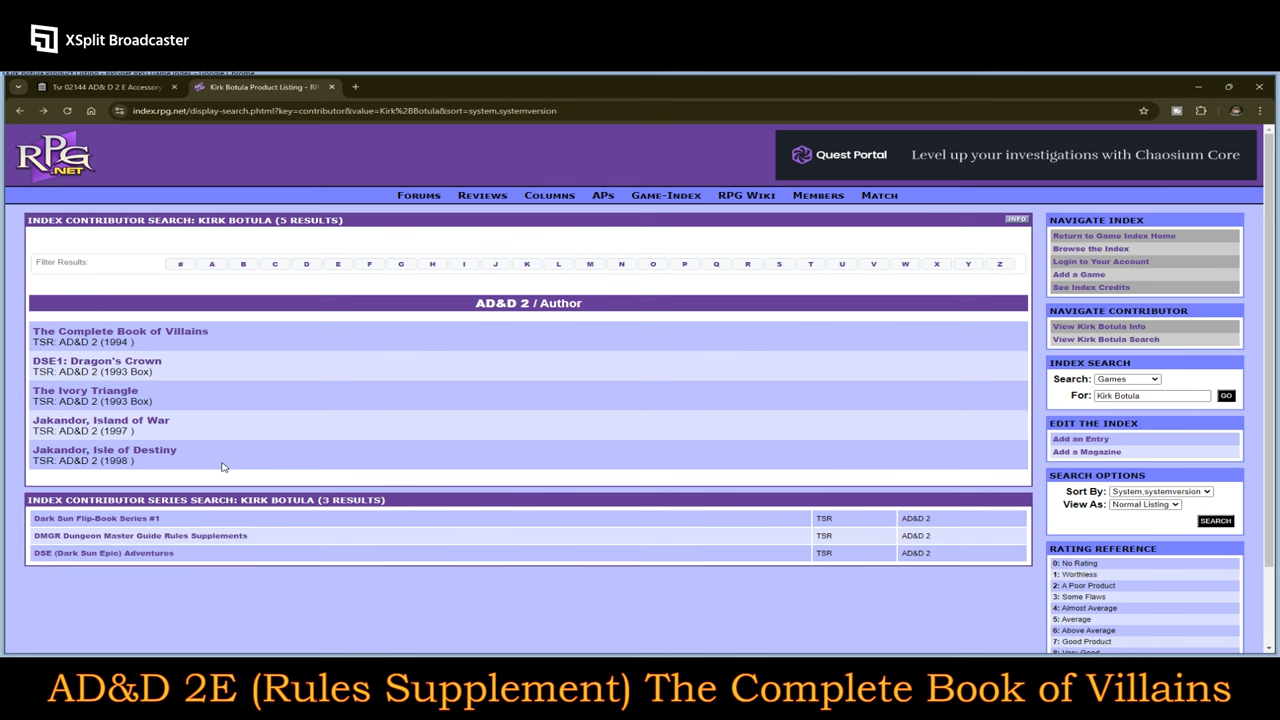 XSplit Broadcaster
Tsr 02144 AD& D 2 E Accessory
Kirk Botula Product Listing - RP
index.rpg.net/display-search.phtml?key=contributor&value=Kirk%2BBotula&sort=system,systemversion
RPG
.NET
Quest Portal
Level up your investigations with Chaosium Core
FORUMS REVIEWS COLUMNS APS GAME-INDEX RPG WIKI MEMBERS MATCH
INDEX CONTRIBUTOR SEARCH: KIRK BOTULA (5 RESULTS)
INFO
Filter Results:
# A B C D E F G H I J K L M N O P Q R S T U V W X Y Z
AD&D 2 / Author
The Complete Book of Villains
TSR: AD&D 2 (1994 )
DSE1: Dragon's Crown
TSR: AD&D 2 (1993 Box)
The Ivory Triangle
TSR: AD&D 2 (1993 Box)
Jakandor, Island of War
TSR: AD&D 2 (1997 )
Jakandor, Isle of Destiny
TSR: AD&D 2 (1998 )
INDEX CONTRIBUTOR SERIES SEARCH: KIRK BOTULA (3 RESULTS)
Dark Sun Flip-Book Series #1 TSR AD&D 2
DMGR Dungeon Master Guide Rules Supplements TSR AD&D 2
DSE (Dark Sun Epic) Adventures TSR AD&D 2
NAVIGATE INDEX
Return to Game Index Home
Browse the Index
Login to Your Account
Add a Game
See Index Credits
NAVIGATE CONTRIBUTOR
View Kirk Botula Info
View Kirk Botula Search
INDEX SEARCH
Search: Games
For: Kirk Botula GO
EDIT THE INDEX
Add an Entry
Add a Magazine
SEARCH OPTIONS
Sort By: System,systemversion
View As: Normal Listing
SEARCH
RATING REFERENCE
0: No Rating
1: Worthless
2: A Poor Product
3: Some Flaws
4: Almost Average
5: Average
6: Above Average
7: Good Product
AD&D 2E (Rules Supplement) The Complete Book of Villains